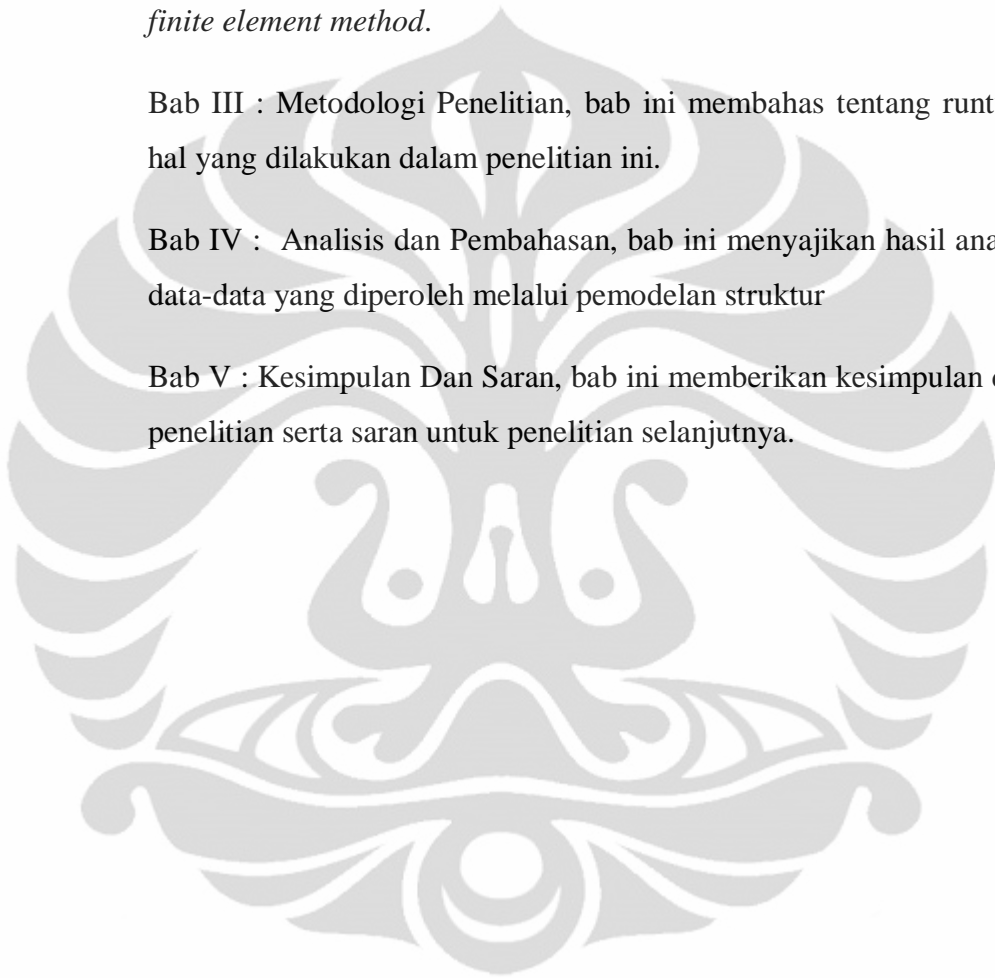 finite element method.
Bab III : Metodologi Penelitian, bab ini membahas tentang runt
hal yang dilakukan dalam penelitian ini.
Bab IV : Analisis dan Pembahasan, bab ini menyajikan hasil ana
data-data yang diperoleh melalui pemodelan struktur
Bab V : Kesimpulan Dan Saran, bab ini memberikan kesimpulan
penelitian serta saran untuk penelitian selanjutnya.